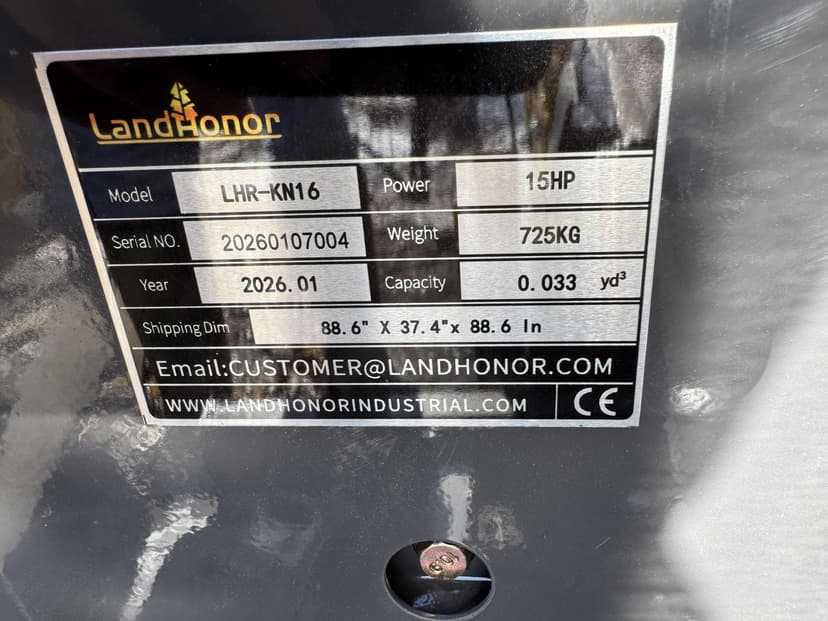 LandHonor
Model LHR-KN16 Power 15HP
Serial NO. 20260107004 Weight 725KG
Year 2026.01 Capacity 0.033 yd³
Shipping Dim 88.6" X 37.4"x 88.6 In
Email:CUSTOMER@LANDHONOR.COM
WWW.LANDHONORINDUSTRIAL.COM CE